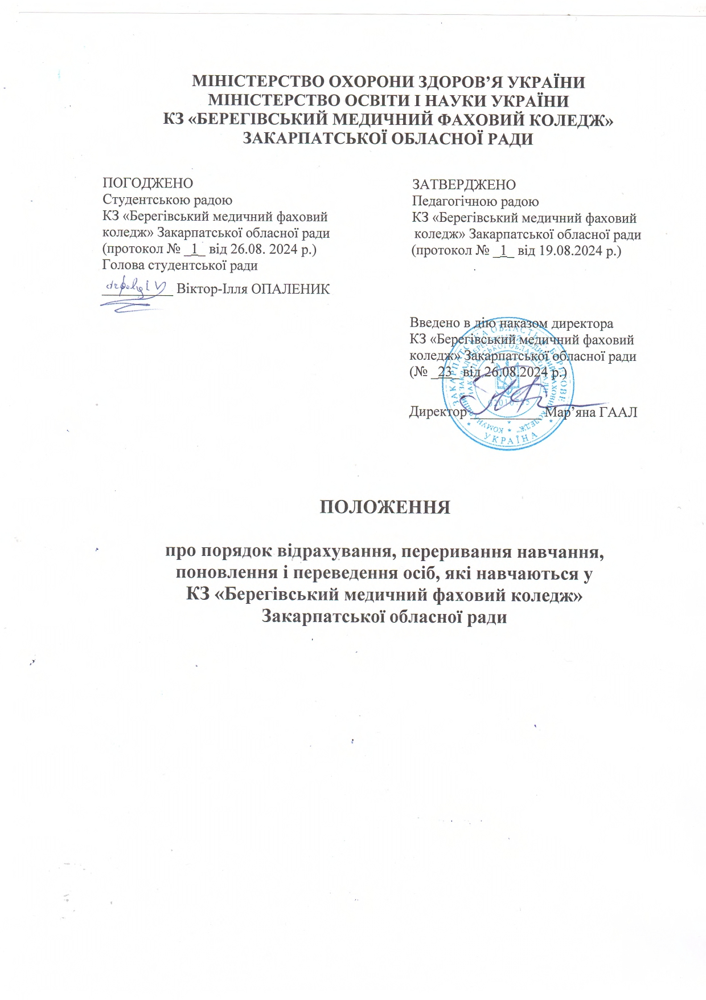 МІНІСТЕРСТВО ОХОРОНИ ЗДОРОВ’Я УКРАЇНИ
МІНІСТЕРСТВО ОСВІТИ І НАУКИ УКРАЇНИ
КЗ «БЕРЕГІВСЬКИЙ МЕДИЧНИЙ ФАХОВИЙ КОЛЕДЖ»
ЗАКАРПАТСЬКОЇ ОБЛАСНОЇ РАДИ
ПОГОДЖЕНО
Студентською радою
КЗ «Берегівський медичний фаховий
коледж» Закарпатської обласної ради
(протокол № _1_ від 26.08. 2024 р.)
Голова студентської ради
__________ Віктор-Ілля ОПАЛЕНИК
ЗАТВЕРДЖЕНО
Педагогічною радою
КЗ «Берегівський медичний фаховий
коледж» Закарпатської обласної ради
(протокол № _1_ від 19.08.2024 р.)
Введено в дію наказом директора
КЗ «Берегівський медичний фаховий
коледж» Закарпатської обласної ради
(№ _23_ від 26.08.2024 р.)
Директор __________ Мар’яна ГААЛ
УКРАЇНА
ПОЛОЖЕННЯ
про порядок відрахування, переривання навчання,
поновлення і переведення осіб, які навчаються у
КЗ «Берегівський медичний фаховий коледж»
Закарпатської обласної ради